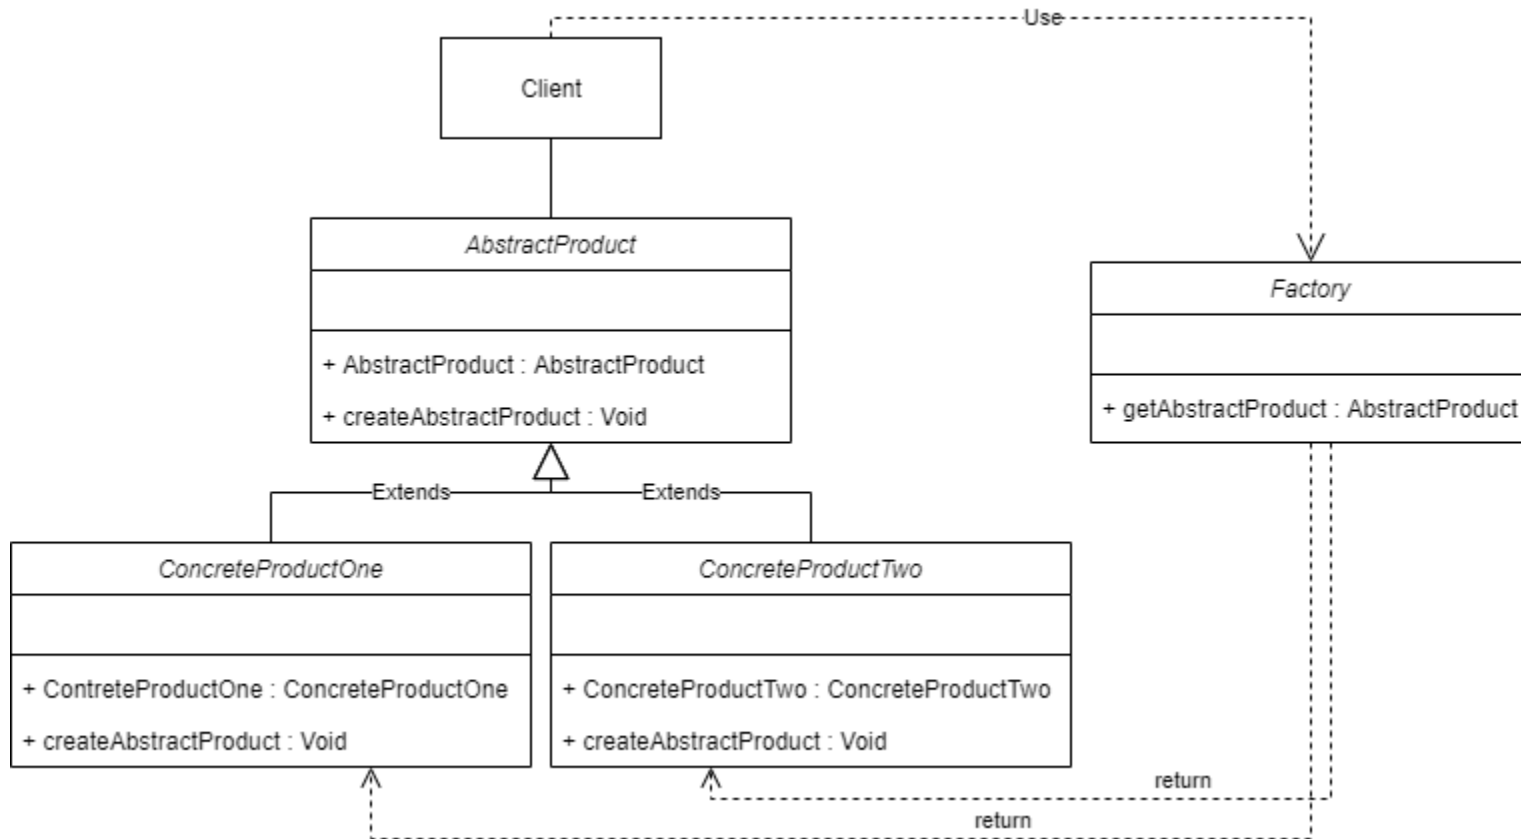 Use
Client
AbstractProduct
+ AbstractProduct : AbstractProduct
+ createAbstractProduct : Void
Factory
+ getAbstractProduct : AbstractProduct
Extends
Extends
ConcreteProductOne
+ ContreteProductOne : ConcreteProductOne
+ createAbstractProduct : Void
ConcreteProductTwo
+ ConcreteProductTwo : ConcreteProductTwo
+ createAbstractProduct : Void
return
return